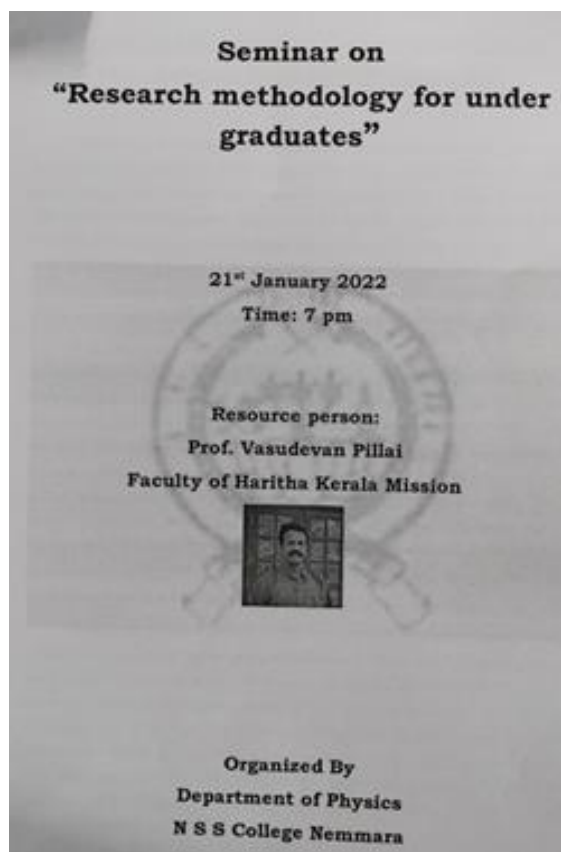 Seminar on
“Research methodology for under
graduates”
21st January 2022
Time: 7 pm
Resource person:
Prof. Vasudevan Pillai
Faculty of Haritha Kerala Mission
Organized By
Department of Physics
N S S College Nemmara